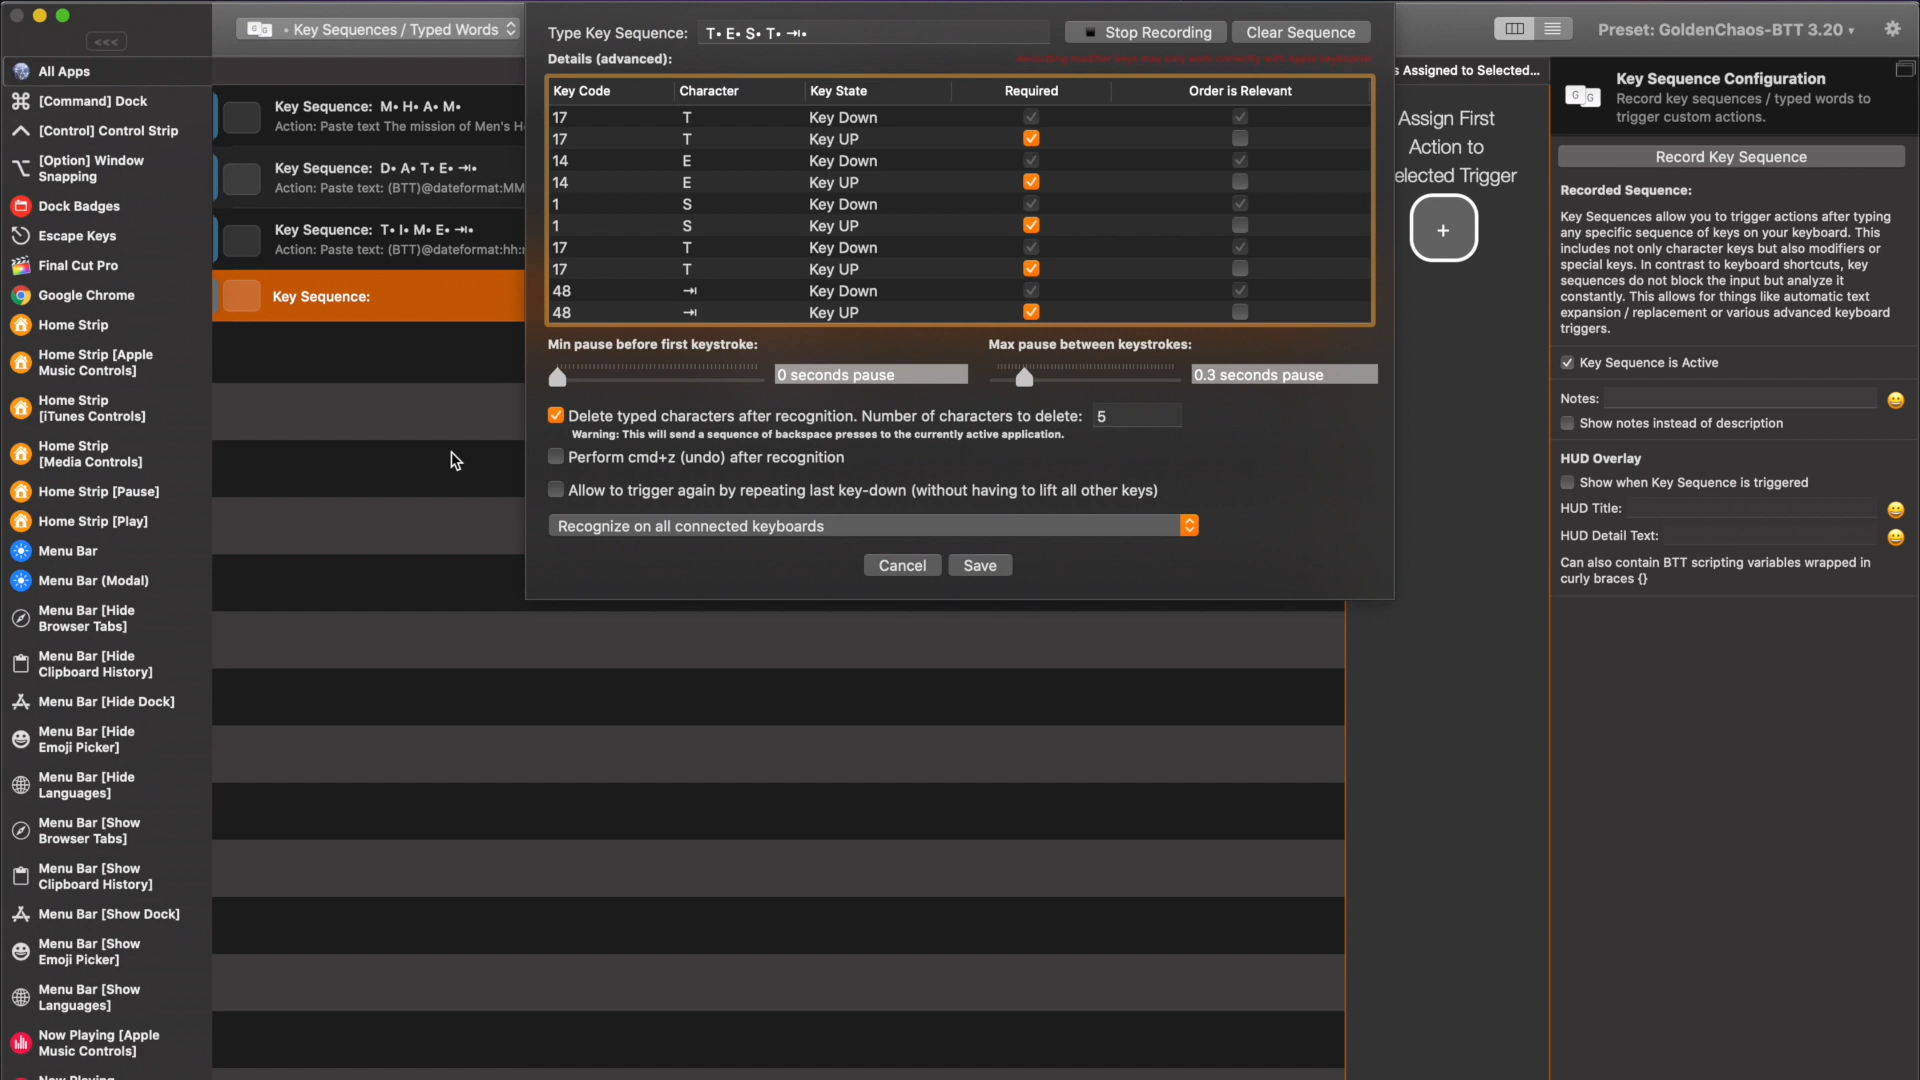 G G • Key Sequences / Typed Words
<<<
All Apps
[Command] Dock
[Control] Control Strip
[Option] Window
Snapping
Dock Badges
Escape Keys
Final Cut Pro
Google Chrome
Home Strip
Home Strip [Apple
Music Controls]
Home Strip
[iTunes Controls]
Home Strip
[Media Controls]
Home Strip [Pause]
Home Strip [Play]
Menu Bar
Menu Bar (Modal)
Menu Bar [Hide
Browser Tabs]
Menu Bar [Hide
Clipboard History]
Menu Bar [Hide Dock]
Menu Bar [Hide
Emoji Picker]
Menu Bar [Hide
Languages]
Menu Bar [Show
Browser Tabs]
Menu Bar [Show
Clipboard History]
Menu Bar [Show Dock]
Menu Bar [Show
Emoji Picker]
Menu Bar [Show
Languages]
Now Playing [Apple
Music Controls]
Now Playing
Key Sequence: M• H• A• M•
Action: Paste text The mission of Men's H
Key Sequence: D• A• T• E• ⇥•
Action: Paste text: (BTT)@dateformat:MM
Key Sequence: T• I• M• E• ⇥•
Action: Paste text: (BTT)@dateformat:hh:
Key Sequence:
Type Key Sequence: T• E• S• T• ⇥•
Stop Recording
Clear Sequence
Details (advanced):
Key Code Character Key State Required Order is Relevant
17 T Key Down
17 T Key UP
14 E Key Down
14 E Key UP
1 S Key Down
1 S Key UP
17 T Key Down
17 T Key UP
48 ⇥ Key Down
48 ⇥ Key UP
Min pause before first keystroke:
0 seconds pause
Max pause between keystrokes:
0.3 seconds pause
Delete typed characters after recognition. Number of characters to delete: 5
Warning: This will send a sequence of backspace presses to the currently active application.
Perform cmd+z (undo) after recognition
Allow to trigger again by repeating last key-down (without having to lift all other keys)
Recognize on all connected keyboards
Cancel
Save
s Assigned to Selected...
Assign First
Action to
elected Trigger
+
Preset: GoldenChaos-BTT 3.20
G G
Key Sequence Configuration
Record key sequences / typed words to
trigger custom actions.
Record Key Sequence
Recorded Sequence:
Key Sequences allow you to trigger actions after typing
any specific sequence of keys on your keyboard. This
includes not only character keys but also modifiers or
special keys. In contrast to keyboard shortcuts, key
sequences do not block the input but analyze it
constantly. This allows for things like automatic text
expansion / replacement or various advanced keyboard
triggers.
Key Sequence is Active
Notes:
Show notes instead of description
HUD Overlay
Show when Key Sequence is triggered
HUD Title:
HUD Detail Text:
Can also contain BTT scripting variables wrapped in
curly braces {}